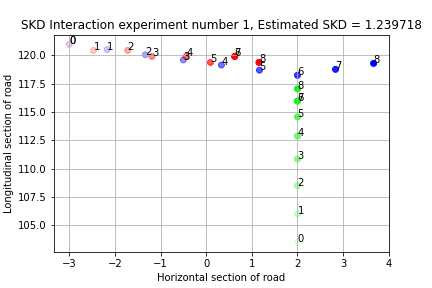 SKD Interaction experiment number 1, Estimated SKD = 1.239718
120.0
117.5
115.0
112.5
110.0
107.5
105.0
Longitudinal section of road
0
1 1 2 2 3
3 4 5 4 6 8 5
6 7 8
8
5
4
3
2
1
0
−3 −2 −1 0 1 2 3 4
Horizontal section of road